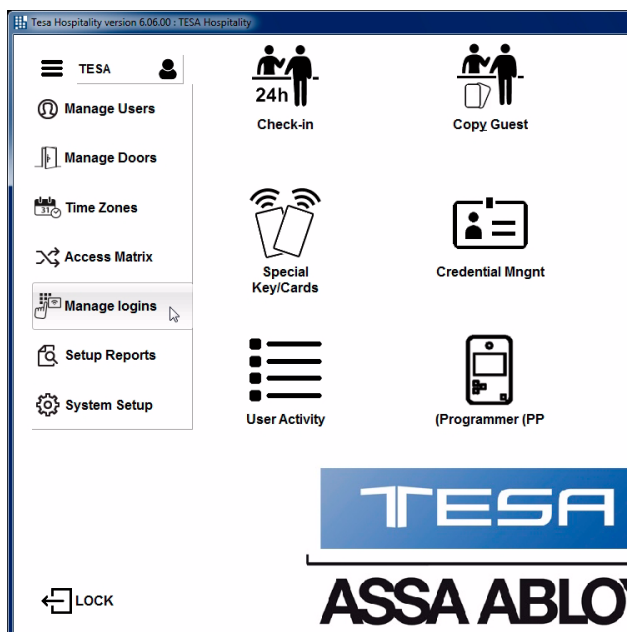 Tesa Hospitality version 6.06.00 : TESA Hospitality
TESA
Manage Users
Manage Doors
31
Time Zones
Access Matrix
Manage logins
Setup Reports
System Setup
24h
Check-in
Copy Guest
Special
Key/Cards
Credential Mngnt
User Activity
(Programmer (PP
TESA
ASSA ABLOY
LOCK